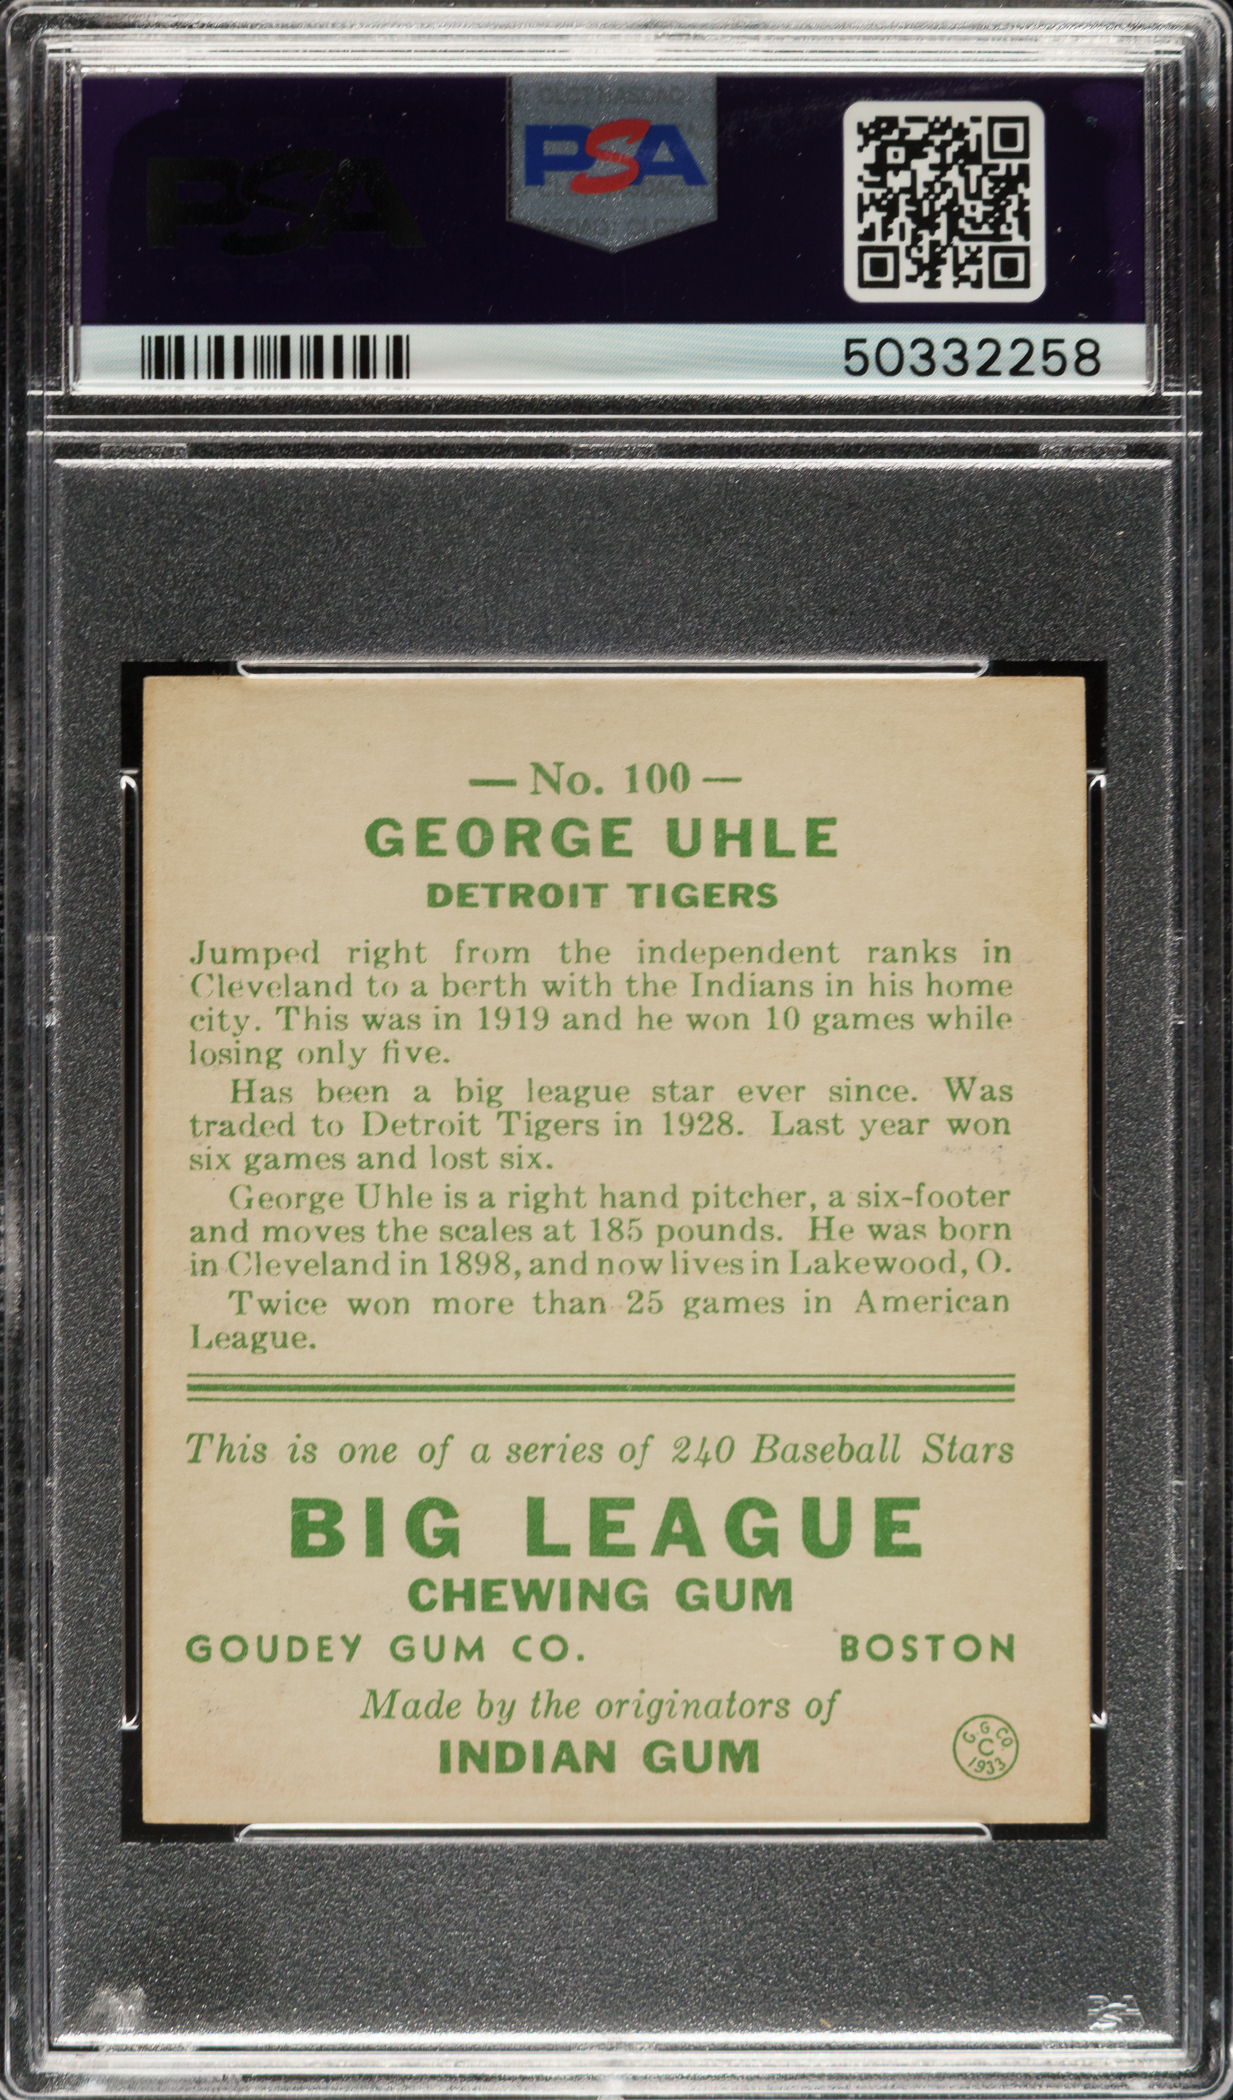 PSA
PSA
50332258
— No. 100 —
GEORGE UHLE
DETROIT TIGERS
Jumped right from the independent ranks in
Cleveland to a berth with the Indians in his home
city. This was in 1919 and he won 10 games while
losing only five.
Has been a big league star ever since. Was
traded to Detroit Tigers in 1928. Last year won
six games and lost six.
George Uhle is a right hand pitcher, a six-footer
and moves the scales at 185 pounds. He was born
in Cleveland in 1898, and now lives in Lakewood, O.
Twice won more than 25 games in American
League.
This is one of a series of 240 Baseball Stars
BIG LEAGUE
CHEWING GUM
GOUDEY GUM CO. BOSTON
Made by the originators of
INDIAN GUM
G. G. CO.
C
1933
PSA